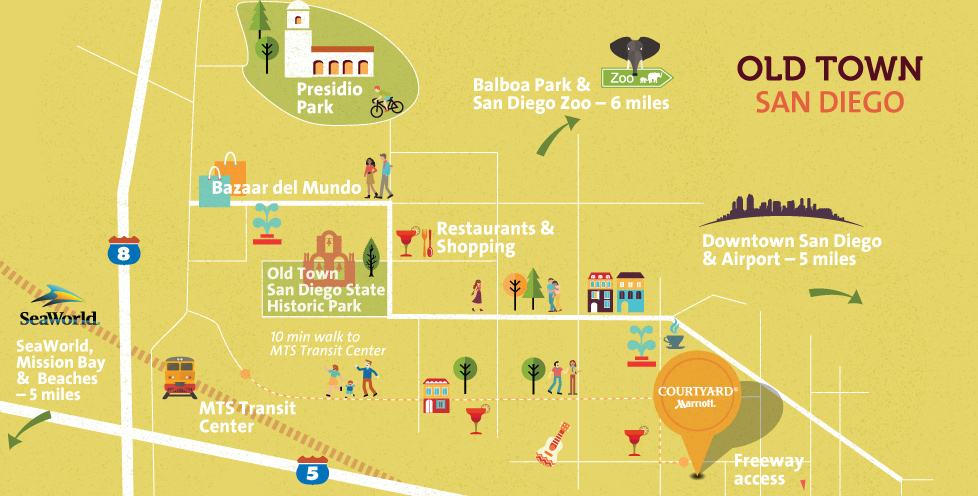 OLD TOWN
SAN DIEGO
Presidio
Park
Balboa Park &
San Diego Zoo – 6 miles
Zoo
Bazaar del Mundo
Restaurants &
Shopping
Downtown San Diego
& Airport – 5 miles
8
Old Town
San Diego State
Historic Park
SeaWorld
SeaWorld,
Mission Bay
& Beaches
– 5 miles
10 min walk to
MTS Transit Center
MTS Transit
Center
COURTYARD®
Marriott.
Freeway
access
5